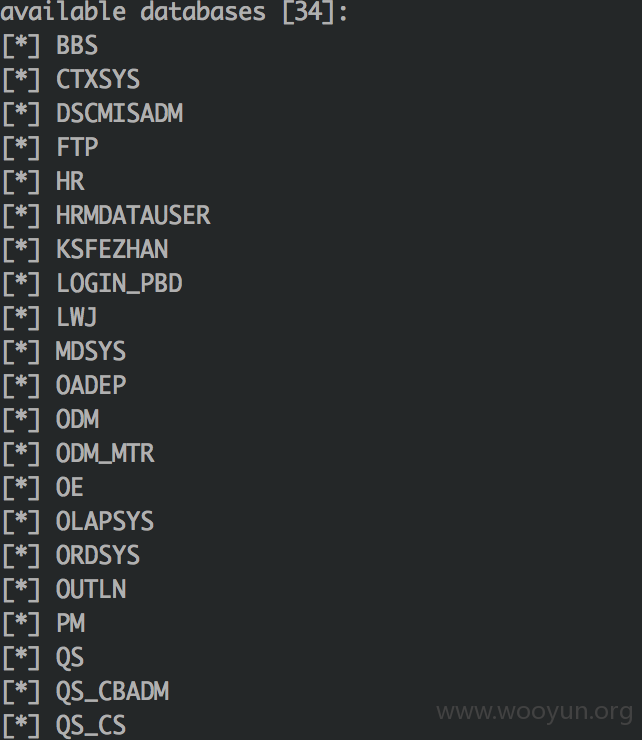 available databases [34]:
[*] BBS
[*] CTXSYS
[*] DSCMISADM
[*] FTP
[*] HR
[*] HRMDATAUSER
[*] KSFEZHAN
[*] LOGIN_PBD
[*] LWJ
[*] MDSYS
[*] OADEP
[*] ODM
[*] ODM_MTR
[*] OE
[*] OLAPSYS
[*] ORDSYS
[*] OUTLN
[*] PM
[*] QS
[*] QS_CBADM
[*] QS_CS
www.wooyun.org